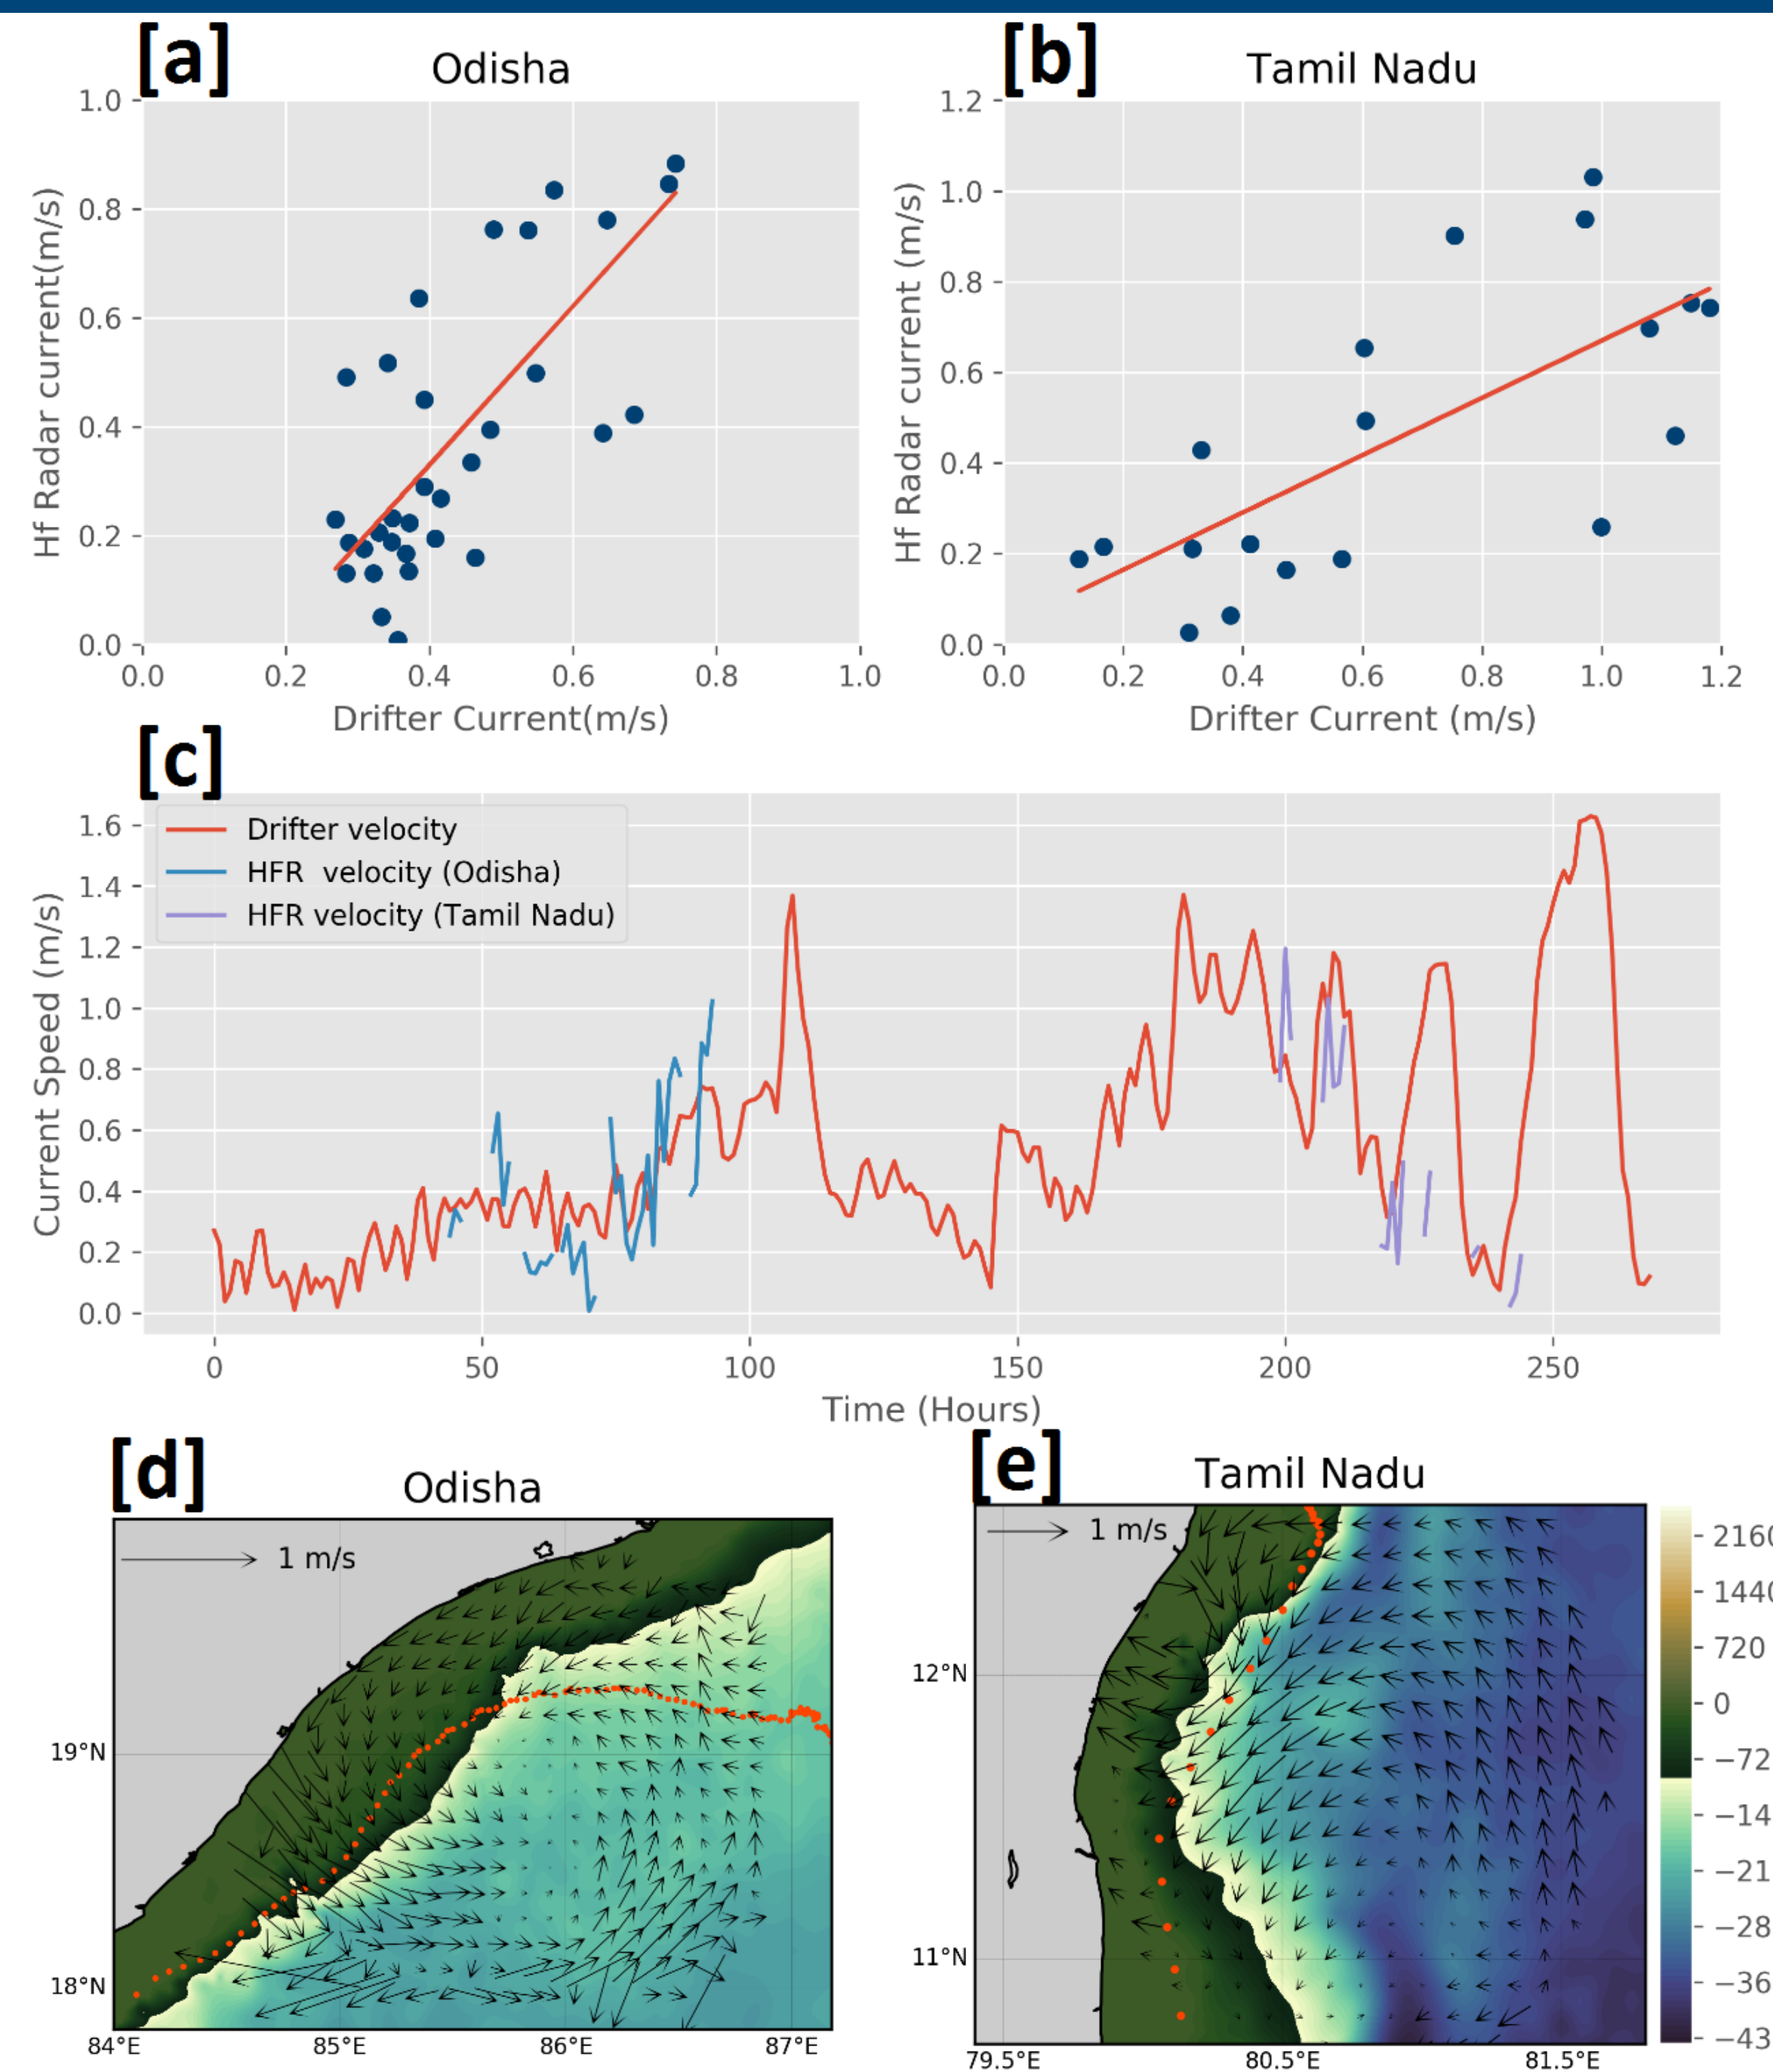 [a]
Odisha
1.0
0.8
0.6
0.4
0.2
0.0
Hf Radar current(m/s)
0.0 0.2 0.4 0.6 0.8 1.0
Drifter Current(m/s)
[b]
Tamil Nadu
1.2
1.0
0.8
0.6
0.4
0.2
0.0
Hf Radar current (m/s)
0.0 0.2 0.4 0.6 0.8 1.0 1.2
Drifter Current (m/s)
[c]
Drifter velocity
HFR velocity (Odisha)
HFR velocity (Tamil Nadu)
1.6
1.4
1.2
1.0
0.8
0.6
0.4
0.2
0.0
Current Speed (m/s)
0 50 100 150 200 250
Time (Hours)
[d]
Odisha
1 m/s
19°N
18°N
84°E 85°E 86°E 87°E
[e]
Tamil Nadu
1 m/s
12°N
11°N
79.5°E 80.5°E 81.5°E
720
0